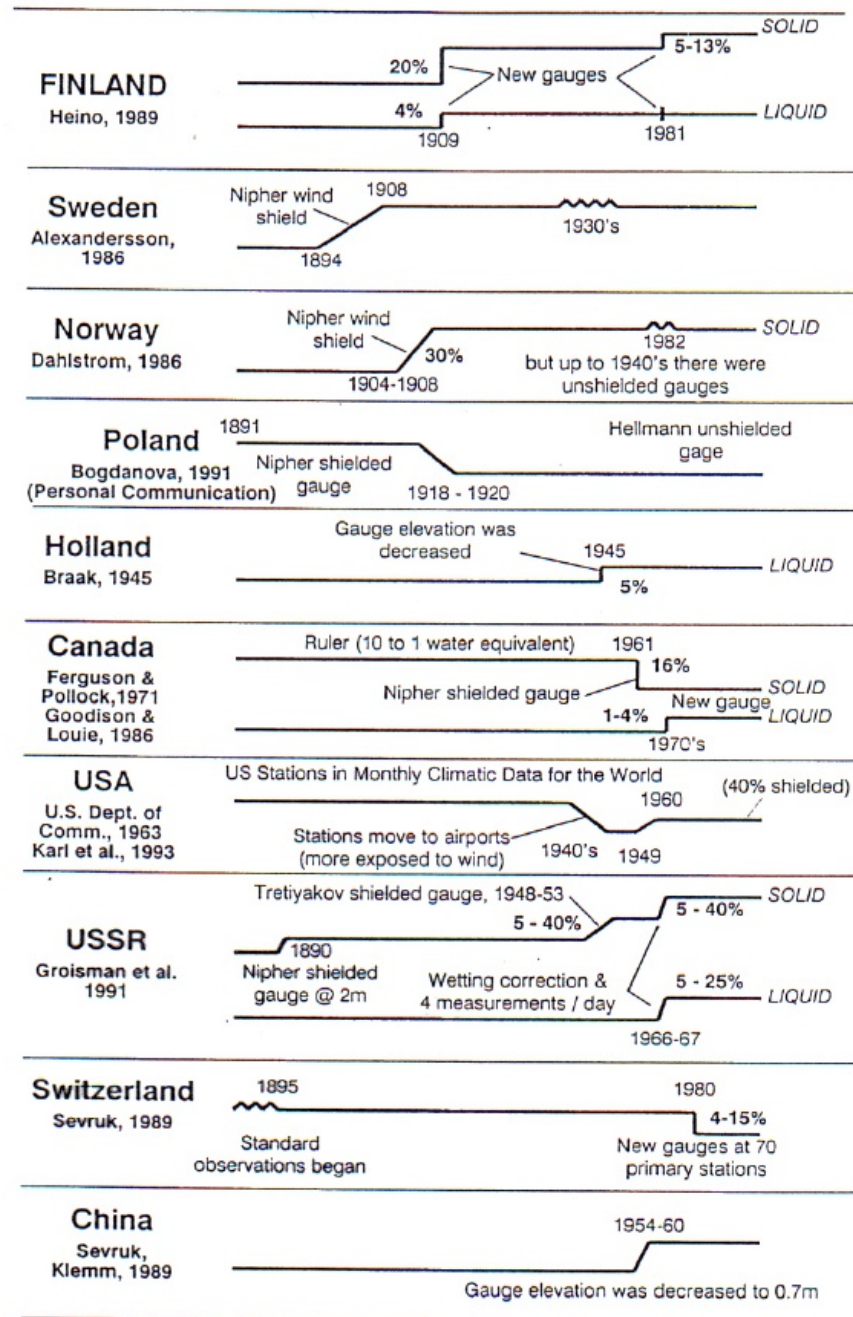 SOLID
5-13%
20%
New gauges
FINLAND
Heino, 1989
4%
LIQUID
1909
1981
Sweden
Alexandersson,
1986
Nipher wind
shield
1908
1894
1930's
Norway
Dahlstrom, 1986
Nipher wind
shield
30%
1904-1908
SOLID
1982
but up to 1940's there were
unshielded gauges
Poland
Bogdanova, 1991
(Personal Communication)
1891
Nipher shielded
gauge
1918 - 1920
Hellmann unshielded
gage
Holland
Braak, 1945
Gauge elevation was
decreased
1945
5%
LIQUID
Canada
Ferguson &
Pollock,1971
Goodison &
Louie, 1986
Ruler (10 to 1 water equivalent)
1961
16%
Nipher shielded gauge
SOLID
New gauge
1-4%
LIQUID
1970's
USA
U.S. Dept. of
Comm., 1963
Karl et al., 1993
US Stations in Monthly Climatic Data for the World
1960
(40% shielded)
Stations move to airports
(more exposed to wind)
1940's
1949
USSR
Groisman et al.
1991
Tretiyakov shielded gauge, 1948-53
SOLID
5 - 40%
5 - 40%
1890
Nipher shielded
gauge @ 2m
Wetting correction &
4 measurements / day
5 - 25%
LIQUID
1966-67
Switzerland
Sevruk, 1989
1895
Standard
observations began
1980
4-15%
New gauges at 70
primary stations
China
Sevruk,
Klemm, 1989
1954-60
Gauge elevation was decreased to 0.7m